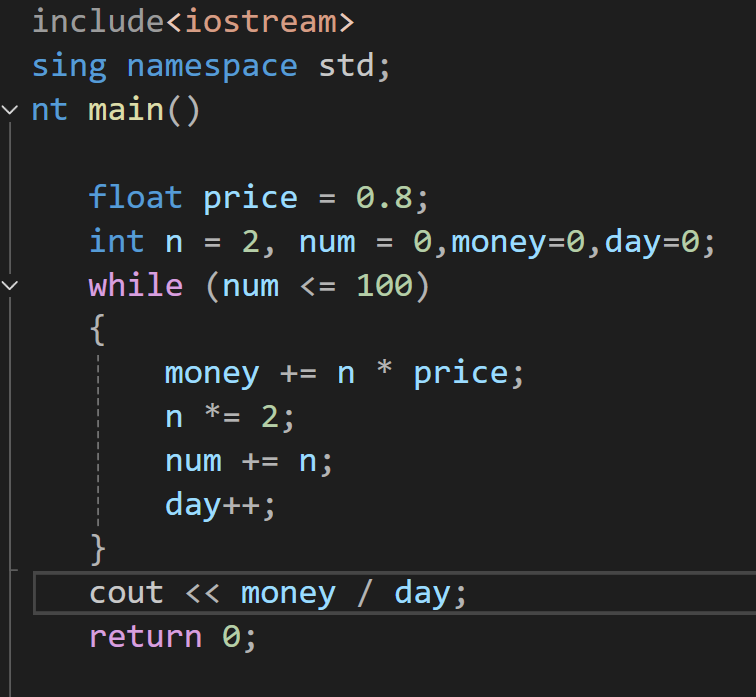 include<iostream>
sing namespace std;
nt main()
float price = 0.8;
int n = 2, num = 0,money=0,day=0;
while (num <= 100)
{
money += n * price;
n *= 2;
num += n;
day++;
}
cout << money / day;
return 0;